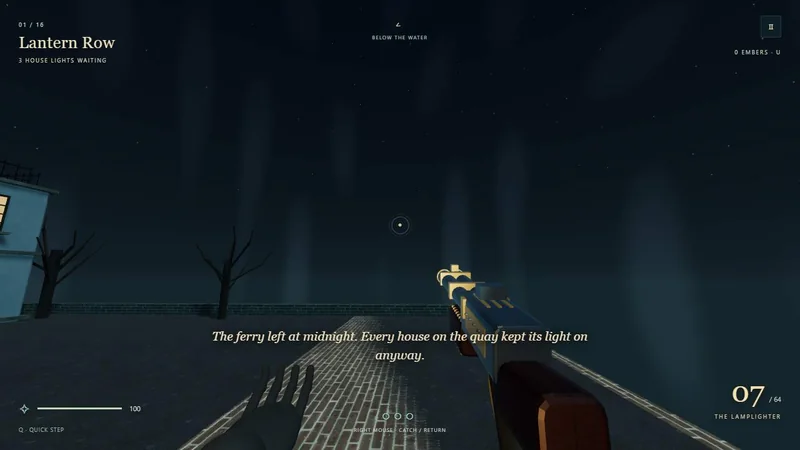 01 / 16
Lantern Row
3 HOUSE LIGHTS WAITING
BELOW THE WATER
0 EMBERS · U
The ferry left at midnight. Every house on the quay kept its light on
anyway.
100
Q · QUICK STEP
RIGHT MOUSE · CATCH / RETURN
07 / 64
THE LAMPLIGHTER